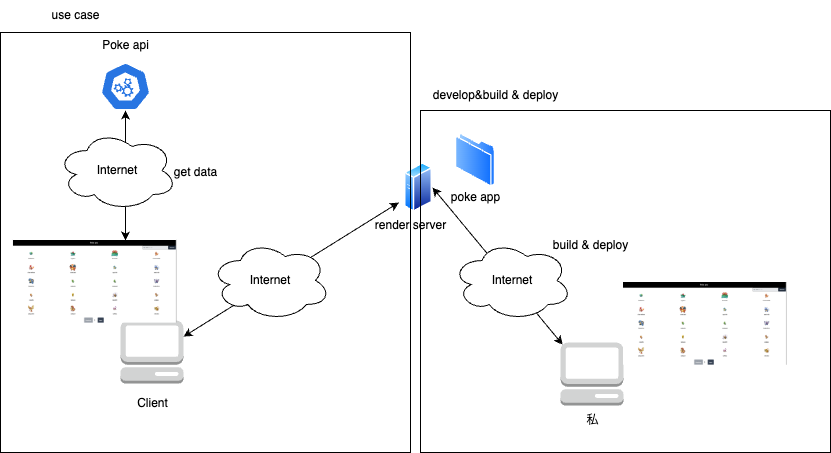 use case
Poke api
develop&build & deploy
Internet
get data
poke app
render server
build & deploy
Internet
Internet
Client
私